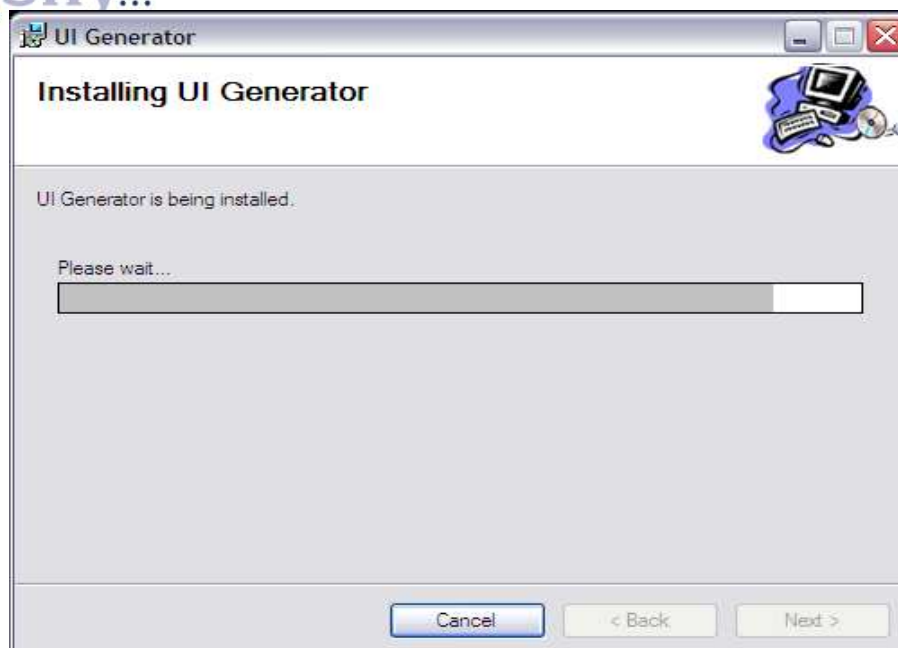 UI Generator
Installing UI Generator
UI Generator is being installed.
Please wait...
Cancel
< Back
Next >